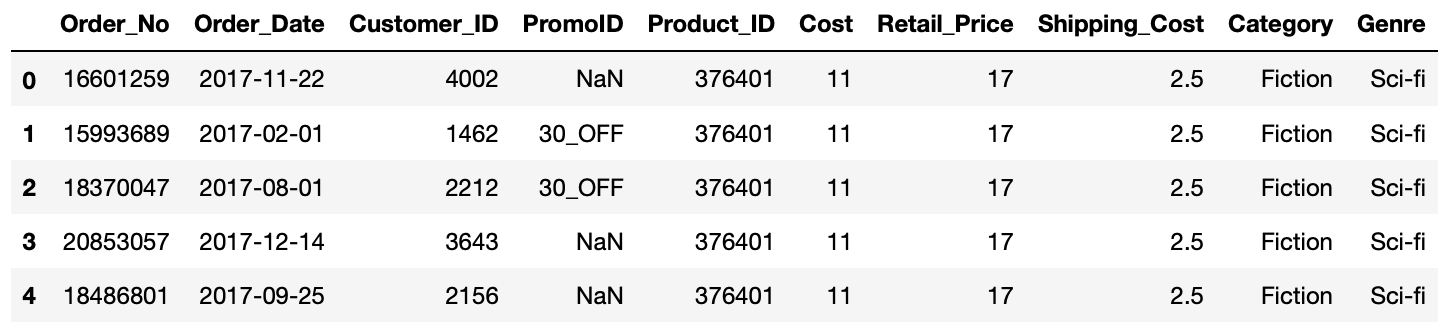 Order_No Order_Date Customer_ID PromoID Product_ID Cost Retail_Price Shipping_Cost Category Genre
0 16601259 2017-11-22 4002 NaN 376401 11 17 2.5 Fiction Sci-fi
1 15993689 2017-02-01 1462 30_OFF 376401 11 17 2.5 Fiction Sci-fi
2 18370047 2017-08-01 2212 30_OFF 376401 11 17 2.5 Fiction Sci-fi
3 20853057 2017-12-14 3643 NaN 376401 11 17 2.5 Fiction Sci-fi
4 18486801 2017-09-25 2156 NaN 376401 11 17 2.5 Fiction Sci-fi